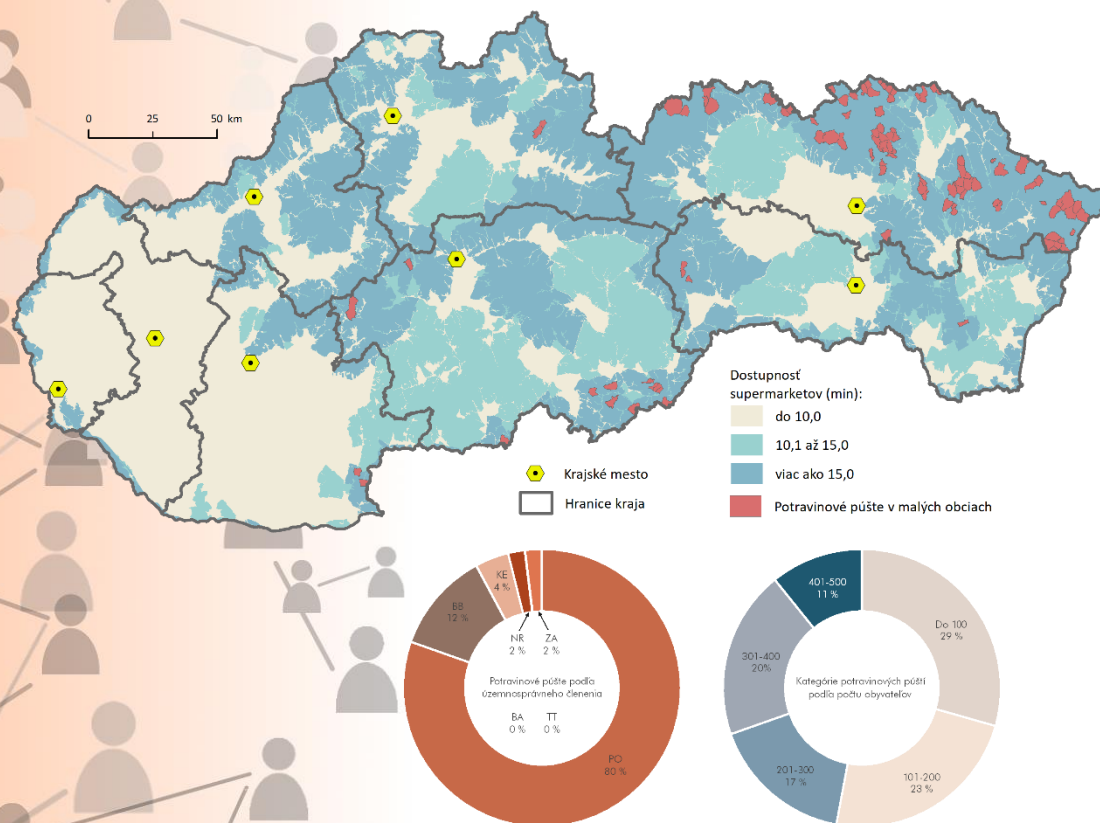 0 25 50 km
Dostupnosť
supermarketov (min):
do 10,0
10,1 až 15,0
viac ako 15,0
Potravinové púšte v malých obciach
Krajské mesto
Hranice kraja
KE
4 %
BB
12 %
NR
2 %
ZA
2 %
Potravinové púšte podľa
územnosprávneho členenia
BA
0 %
TT
0 %
PO
80 %
401-500
11 %
Do 100
29 %
301-400
20%
Kategórie potravinových púští
podľa počtu obyvateľov
201-300
17 %
101-200
23 %